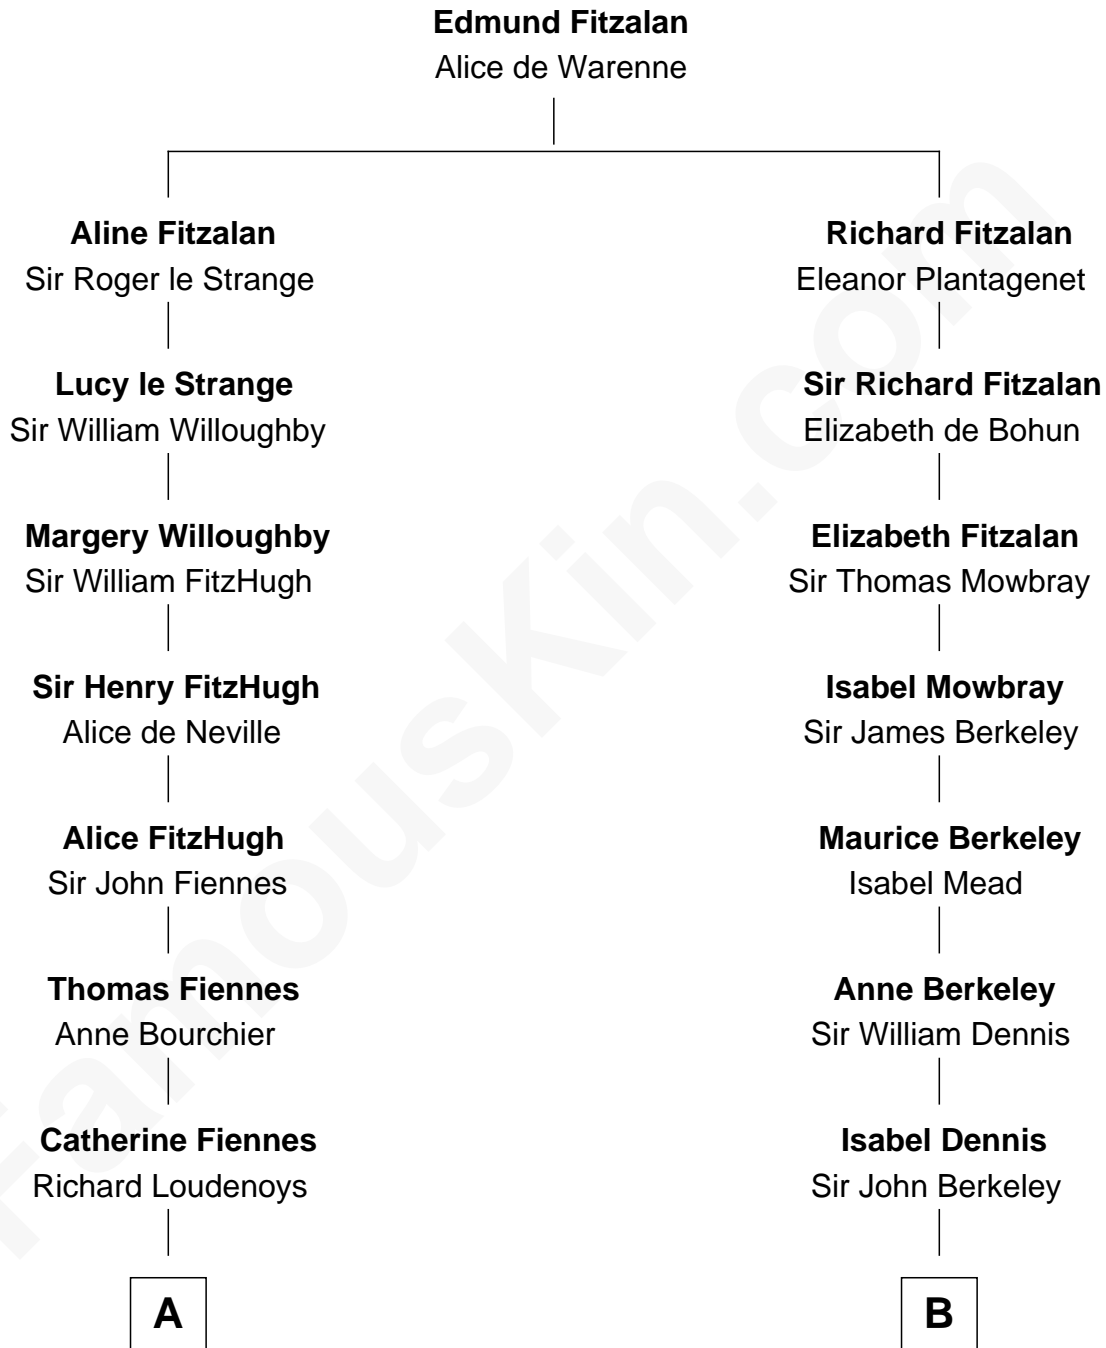 Edmund Fitzalan
Alice de Warenne
Aline Fitzalan
Sir Roger le Strange
Richard Fitzalan
Eleanor Plantagenet
Lucy le Strange
Sir William Willoughby
Sir Richard Fitzalan
Elizabeth de Bohun
Margery Willoughby
Sir William FitzHugh
Elizabeth Fitzalan
Sir Thomas Mowbray
Sir Henry FitzHugh
Alice de Neville
Isabel Mowbray
Sir James Berkeley
Alice FitzHugh
Sir John Fiennes
Maurice Berkeley
Isabel Mead
Thomas Fiennes
Anne Bourchier
Anne Berkeley
Sir William Dennis
Catherine Fiennes
Richard Loudenoys
Isabel Dennis
Sir John Berkeley
A
B
FamousKin.com